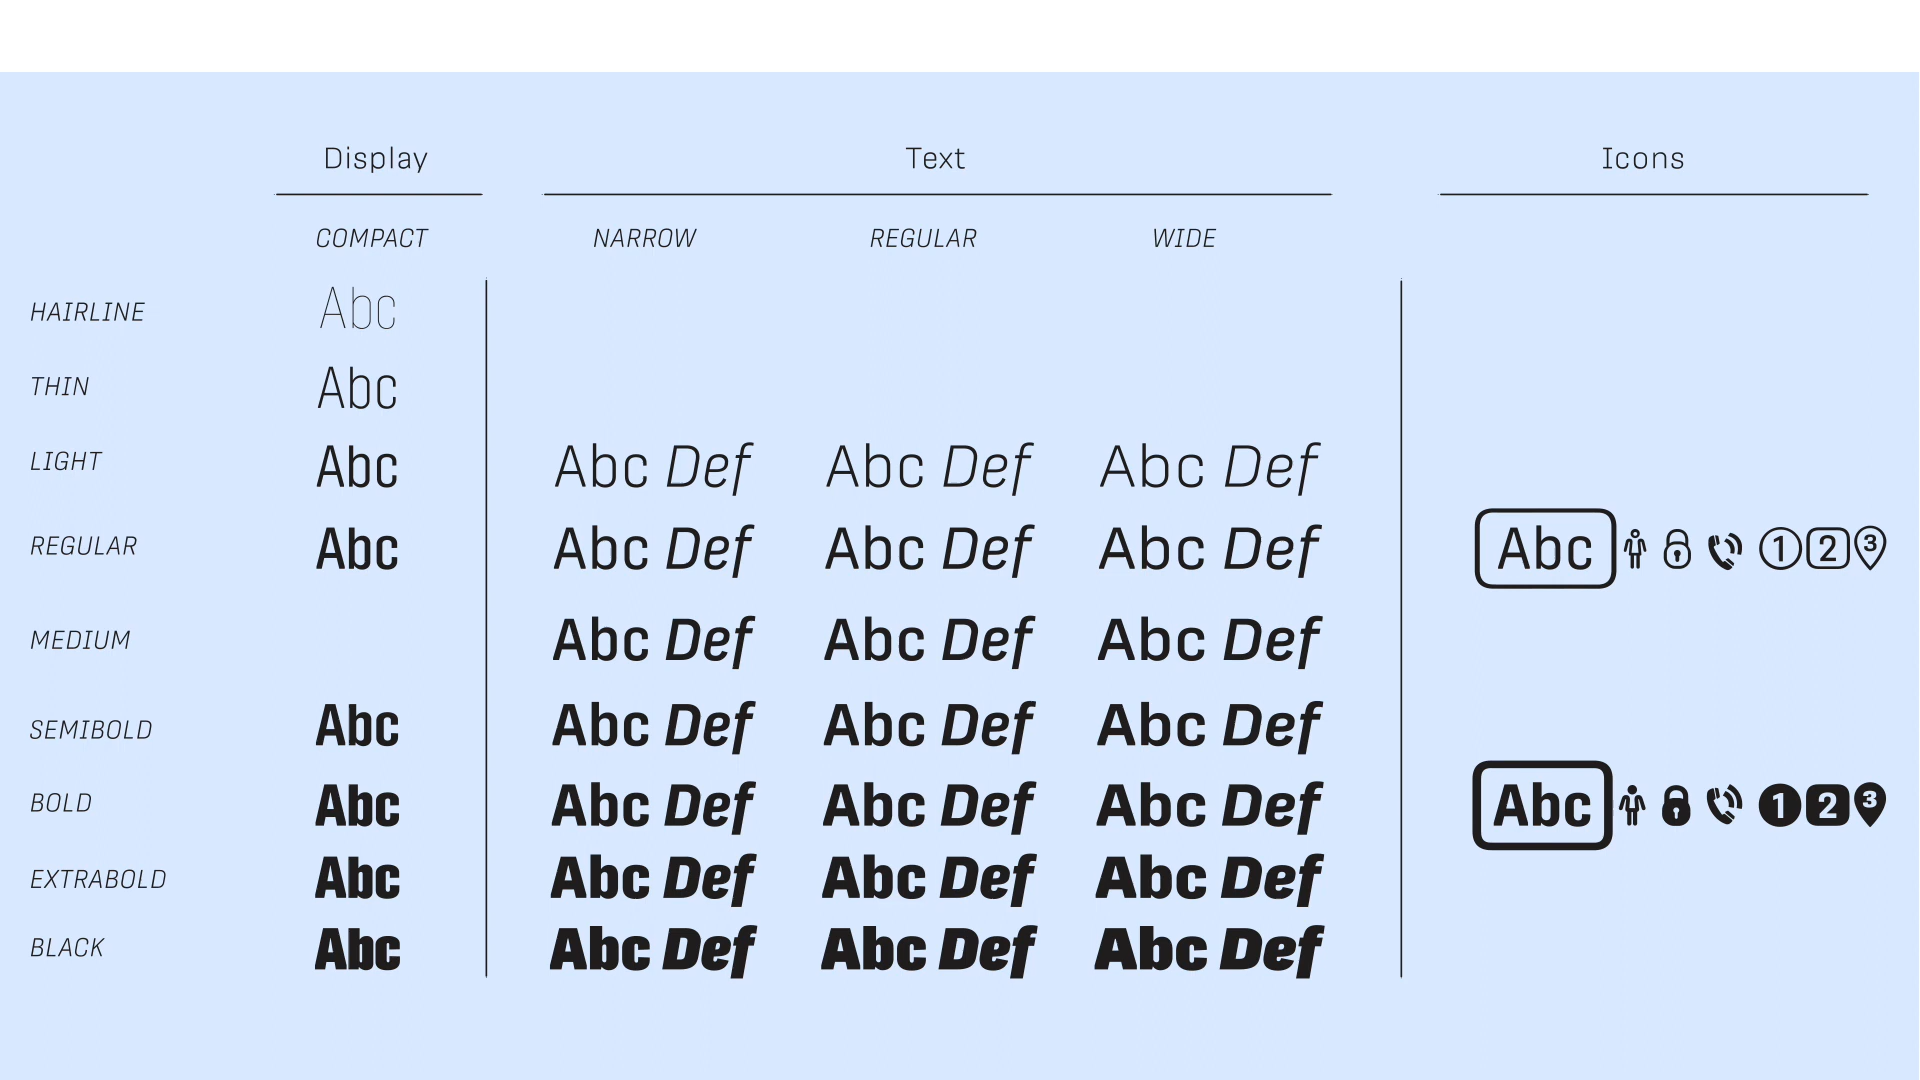 Display Text Icons
COMPACT NARROW REGULAR WIDE
HAIRLINE Abc
THIN Abc
LIGHT Abc Abc Def Abc Def Abc Def
REGULAR Abc Abc Def Abc Def Abc Def Abc 1 2 3
MEDIUM Abc Def Abc Def Abc Def
SEMIBOLD Abc Abc Def Abc Def Abc Def
BOLD Abc Abc Def Abc Def Abc Def Abc 1 2 3
EXTRABOLD Abc Abc Def Abc Def Abc Def
BLACK Abc Abc Def Abc Def Abc Def